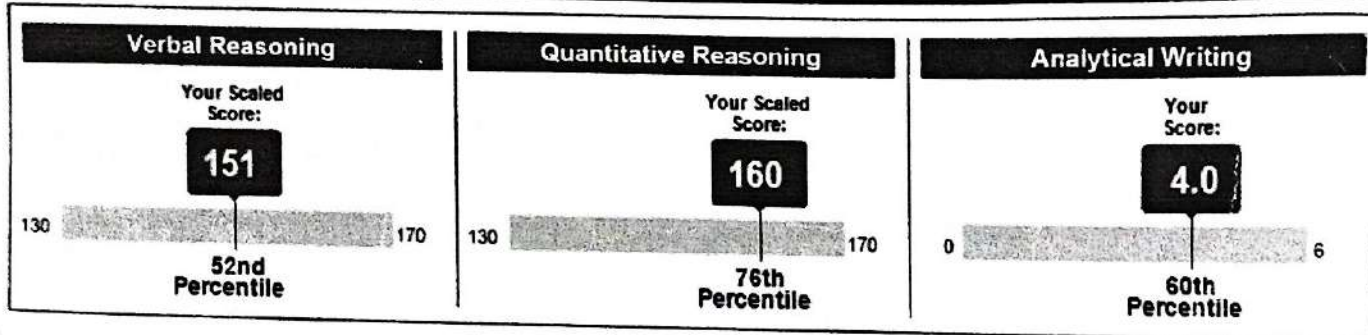 Verbal Reasoning
Your Scaled
Score:
151
130
170
52nd
Percentile
Quantitative Reasoning
Your Scaled
Score:
160
130
170
76th
Percentile
Analytical Writing
Your
Score:
4.0
0
6
60th
Percentile